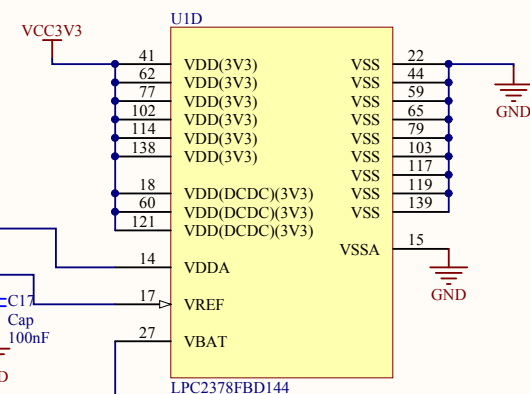 U1D
VCC3V3
41 VDD(3V3) VSS 22
62 VDD(3V3) VSS 44
77 VDD(3V3) VSS 59
102 VDD(3V3) VSS 65
114 VDD(3V3) VSS 79
138 VDD(3V3) VSS 103
VSS 117
18 VDD(DCDC)(3V3) VSS 119
60 VDD(DCDC)(3V3) VSS 139
121 VDD(DCDC)(3V3)
GND
VSSA 15
14 VDDA
GND
17 VREF
C17
Cap
100nF
27 VBAT
D
LPC2378FBD144